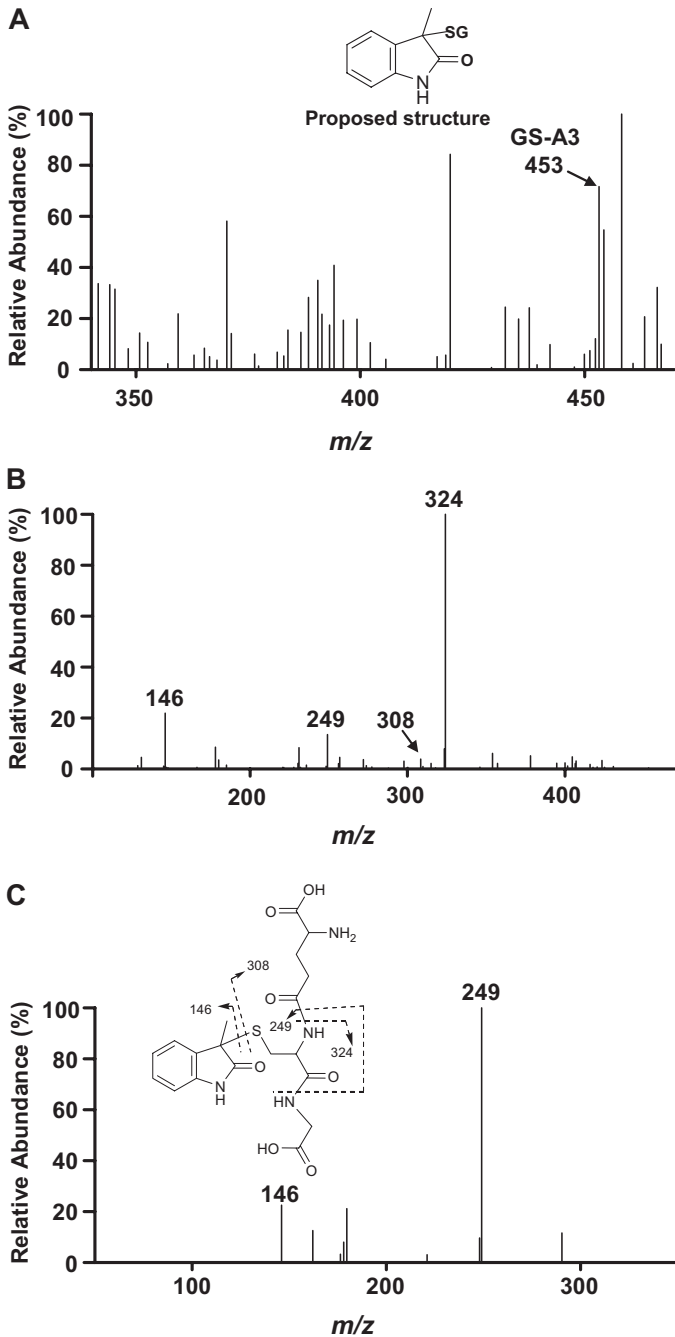 A
SG
O
N
H
Proposed structure
GS-A3
453
Relative Abundance (%)
100
80
60
40
20
0
350
400
450
m/z
B
324
Relative Abundance (%)
100
80
60
40
20
0
146
249
308
200
300
400
m/z
C
OH
O
NH2
308
146
O
249
S
NH
324
O
N
H
O
HN
HO
O
249
146
Relative Abundance (%)
100
80
60
40
20
0
100
200
300
m/z